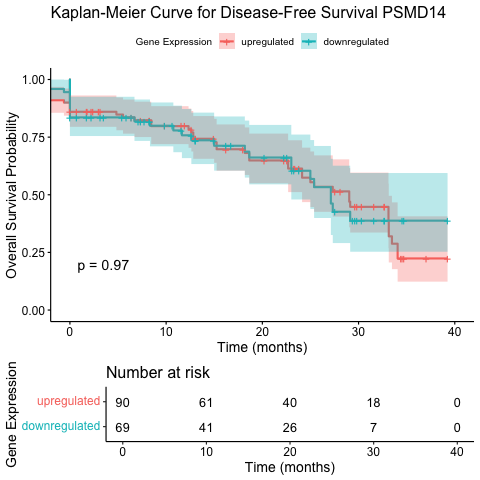 Kaplan-Meier Curve for Disease-Free Survival PSMD14
Gene Expression upregulated downregulated
Overall Survival Probability
1.00
0.75
0.50
0.25
0.00
p = 0.97
0 10 20 30 40
Time (months)
Number at risk
Gene Expression
upregulated 90 61 40 18 0
downregulated 69 41 26 7 0
0 10 20 30 40
Time (months)